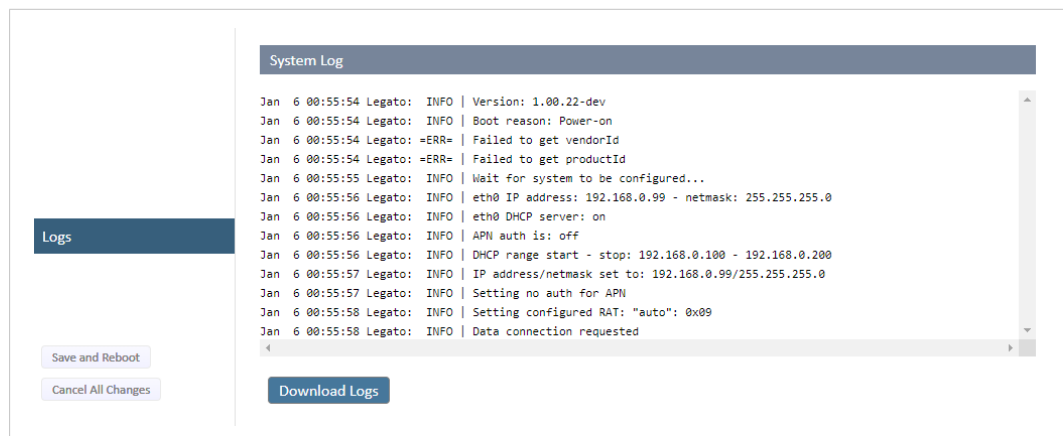 System Log
Jan  6 00:55:54 Legato:  INFO | Version: 1.00.22-dev
Jan  6 00:55:54 Legato:  INFO | Boot reason: Power-on
Jan  6 00:55:54 Legato: =ERR= | Failed to get vendorId
Jan  6 00:55:54 Legato: =ERR= | Failed to get productId
Jan  6 00:55:55 Legato:  INFO | Wait for system to be configured...
Jan  6 00:55:56 Legato:  INFO | eth0 IP address: 192.168.0.99 - netmask: 255.255.255.0
Jan  6 00:55:56 Legato:  INFO | eth0 DHCP server: on
Jan  6 00:55:56 Legato:  INFO | APN auth is: off
Jan  6 00:55:56 Legato:  INFO | DHCP range start - stop: 192.168.0.100 - 192.168.0.200
Jan  6 00:55:57 Legato:  INFO | IP address/netmask set to: 192.168.0.99/255.255.255.0
Jan  6 00:55:57 Legato:  INFO | Setting no auth for APN
Jan  6 00:55:58 Legato:  INFO | Setting configured RAT: "auto": 0x09
Jan  6 00:55:58 Legato:  INFO | Data connection requested
Logs
Save and Reboot
Cancel All Changes
Download Logs